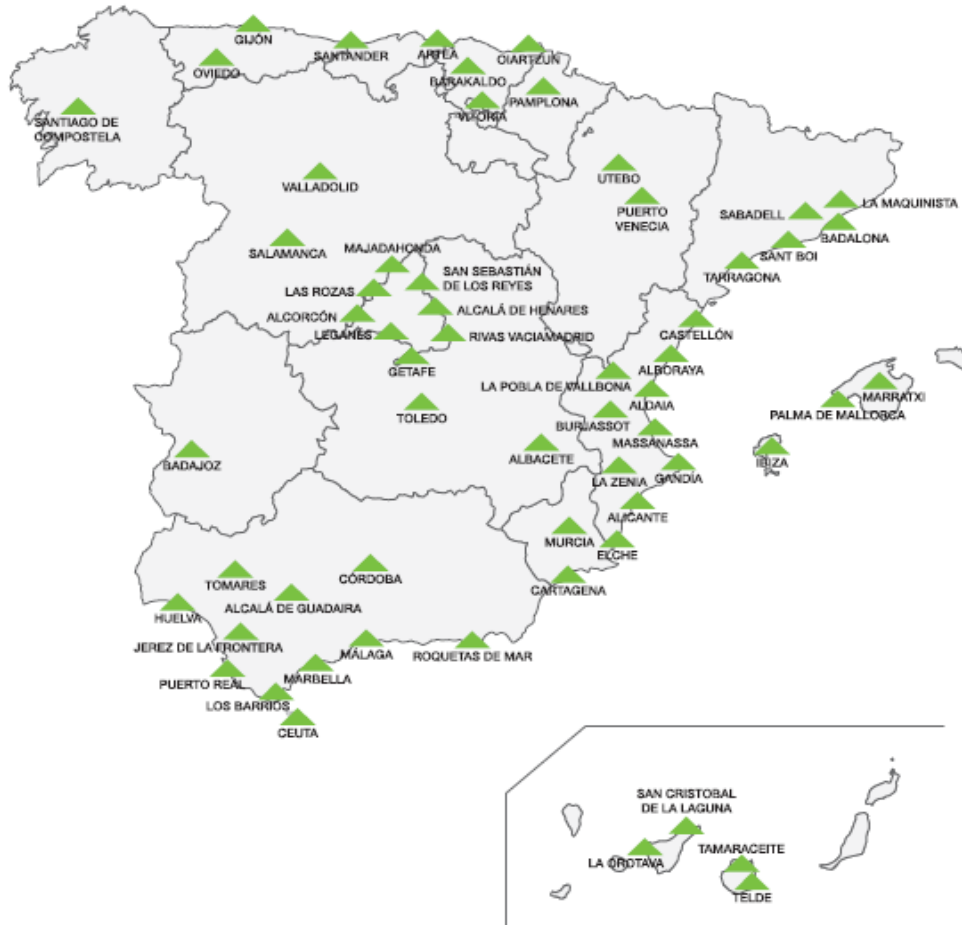 GIJÓN
SANTANDER
ARTEA
OIARTZUN
OVIEDO
BARAKALDO
PAMPLONA
VITORIA
SANTIAGO DE
COMPOSTELA
VALLADOLID
UTEBO
PUERTO
VENECIA
SABADELL
LA MAQUINISTA
BADALONA
SANT BOI
TARRAGONA
SALAMANCA
MAJADAHONDA
SAN SEBASTIÁN
DE LOS REYES
LAS ROZAS
ALCALÁ DE HENARES
ALCORCÓN
LEGANÉS
RIVAS VACIAMADRID
GETAFE
CASTELLÓN
ALBORAYA
LA POBLA DE VALLBONA
ALDAIA
TOLEDO
BURJASSOT
MASSANASSA
MARRATXI
PALMA DE MALLORCA
IBIZA
BADAJOZ
ALBACETE
LA ZENIA
GANDÍA
ALICANTE
MURCIA
ELCHE
CARTAGENA
CÓRDOBA
TOMARES
ALCALÁ DE GUADAIRA
HUELVA
JEREZ DE LA FRONTERA
MÁLAGA
ROQUETAS DE MAR
MARBELLA
PUERTO REAL
LOS BARRIOS
CEUTA
SAN CRISTOBAL
DE LA LAGUNA
TAMARACEITE
LA OROTAVA
TELDE